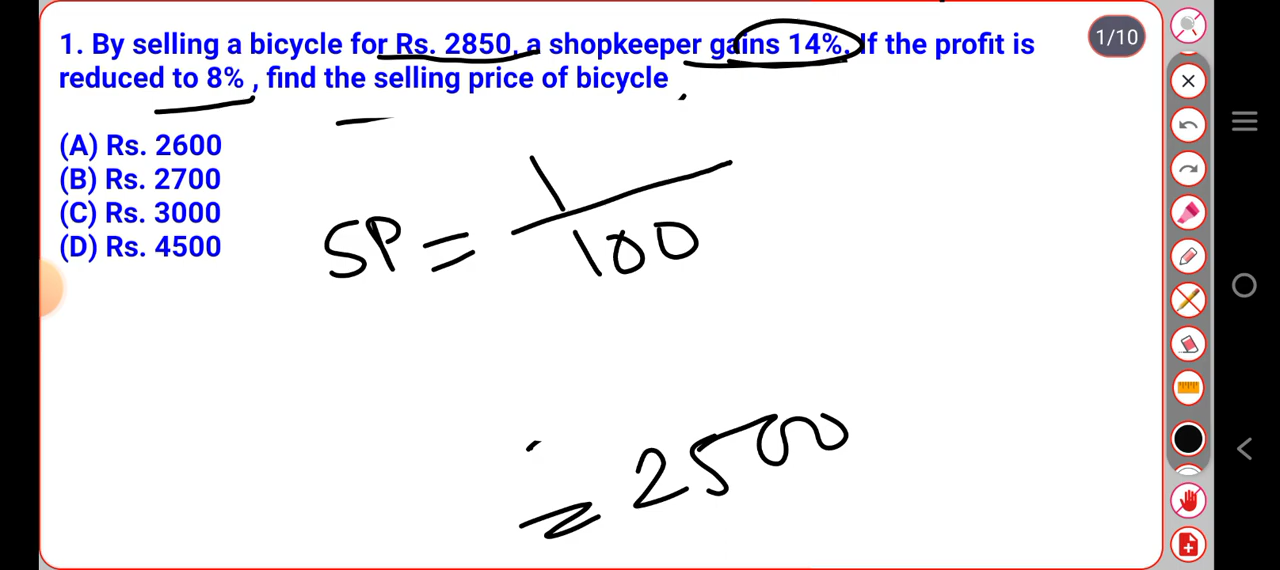 1. By selling a bicycle for Rs. 2850, a shopkeeper gains 14%. If the profit is
reduced to 8% , find the selling price of bicycle
(A) Rs. 2600
(B) Rs. 2700
(C) Rs. 3000
(D) Rs. 4500
SP = 1/100
= 2500
1/10